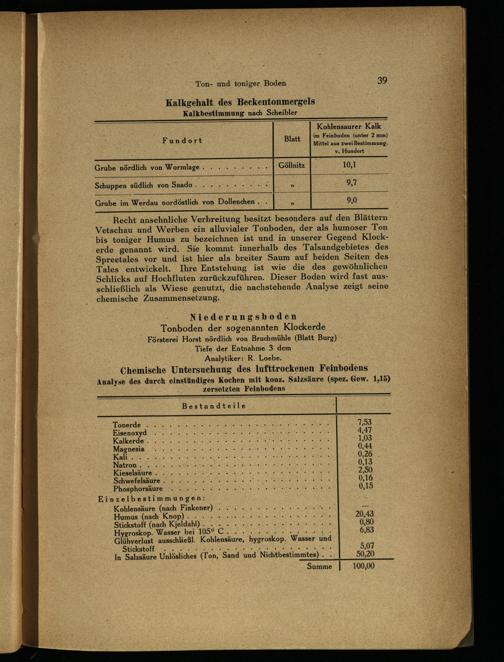 Ton- und toniger Boden 39
Kalkgehalt des Beckentonmergels
Kalkbestimmung nach Scheibler
Fundort
Blatt
Kohlensaurer Kalk
im Feinboden (unter 2 mm)
Mittel aus zwei Bestimmung.
v. Hundert
Grube nördlich von Wormlage . . . . . . . . . Göllnitz 10,1
Schuppen südlich von Saado . . . . . . . . . . „ 9,7
Grube im Werdau nordöstlich von Dollenchen . . „ 9,0
Recht ansehnliche Verbreitung besitzt besonders auf den Blättern
Vetschau und Werben ein alluvialer Tonboden, der als humoser Ton
bis toniger Humus zu bezeichnen ist und in unserer Gegend Klock-
erde genannt wird. Sie kommt innerhalb des Talsandgebietes des
Spreetales vor und ist hier als breiter Saum auf beiden Seiten des
Tales entwickelt. Ihre Entstehung ist wie die des gewöhnlichen
Schlicks auf Hochfluten zurückzuführen. Dieser Boden wird fast aus-
schließlich als Wiese genutzt, die nachstehende Analyse zeigt seine
chemische Zusammensetzung.
Niederungsboden
Tonboden der sogenannten Klockerde
Försterei Horst nördlich von Bruchmühle (Blatt Burg)
Tiefe der Entnahme 3 dem
Analytiker: R. Loebe.
Chemische Untersuchung des lufttrockenen Feinbodens
Analyse des durch einstündiges Kochen mit konz. Salzsäure (spez. Gew. 1,15)
zersetzten Feinbodens
Bestandteile
Tonerde . . . . . . . . . . 7,53
Eisenoxyd . . . . . . . . . . 4,47
Kalkerde . . . . . . . . . . 1,03
Magnesia . . . . . . . . . . 0,44
Kali . . . . . . . . . . 0,26
Natron . . . . . . . . . . 0,13
Kieselsäure . . . . . . . . . . 2,50
Schwefelsäure . . . . . . . . . . 0,16
Phosphorsäure . . . . . . . . . . 0,15
Einzelbestimmungen:
Kohlensäure (nach Finkener) . . . . . . . . . . —
Humus (nach Knop) . . . . . . . . . . 20,43
Stickstoff (nach Kjeldahl) . . . . . . . . . . 0,80
Hygroskop. Wasser bei 105° C . . . . . . . . . . 6,83
Glühverlust ausschließl. Kohlensäure, hygroskop. Wasser und
Stickstoff . . . . . . . . . . 5,07
In Salzsäure Unlösliches (Ton, Sand und Nichtbestimmtes) . . 50,20
Summe 100,00